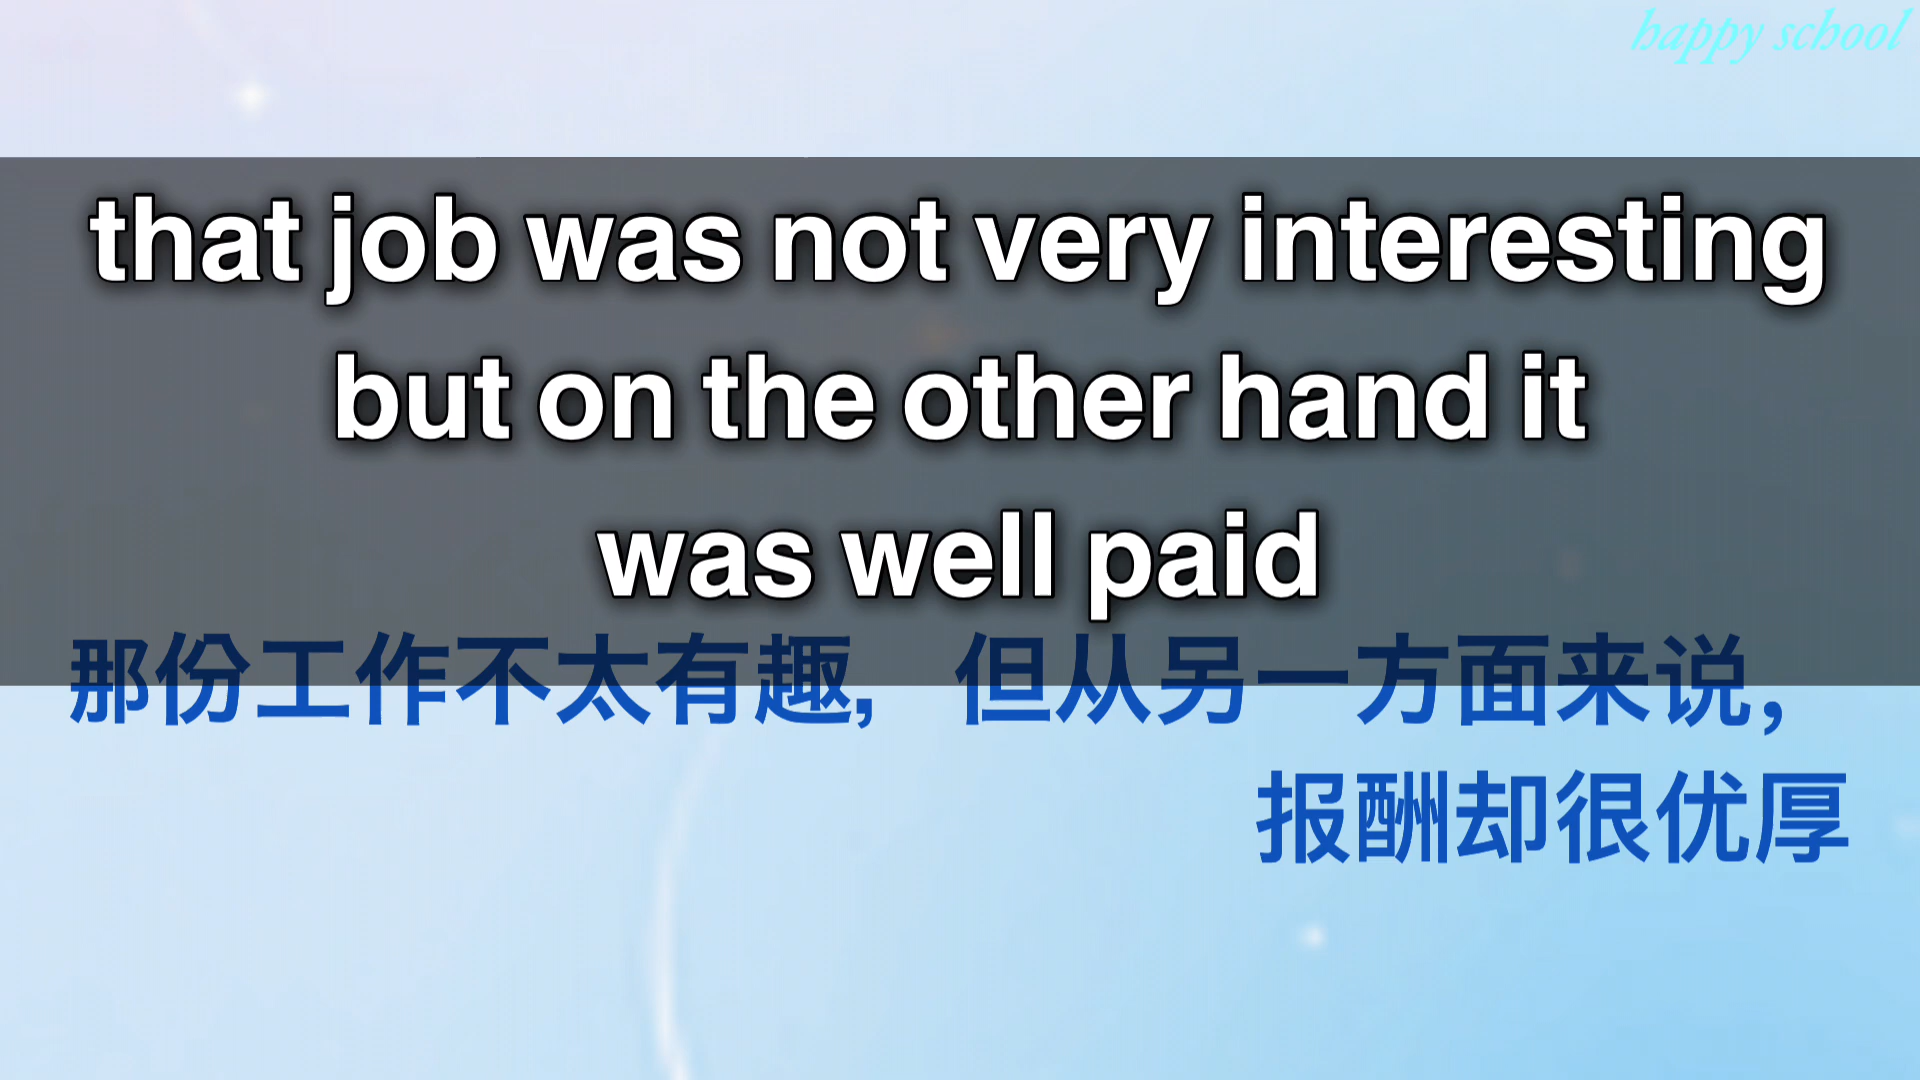 happy school
that job was not very interesting
but on the other hand it
was well paid
那份工作不太有趣，但从另一方面来说，
报酬却很优厚